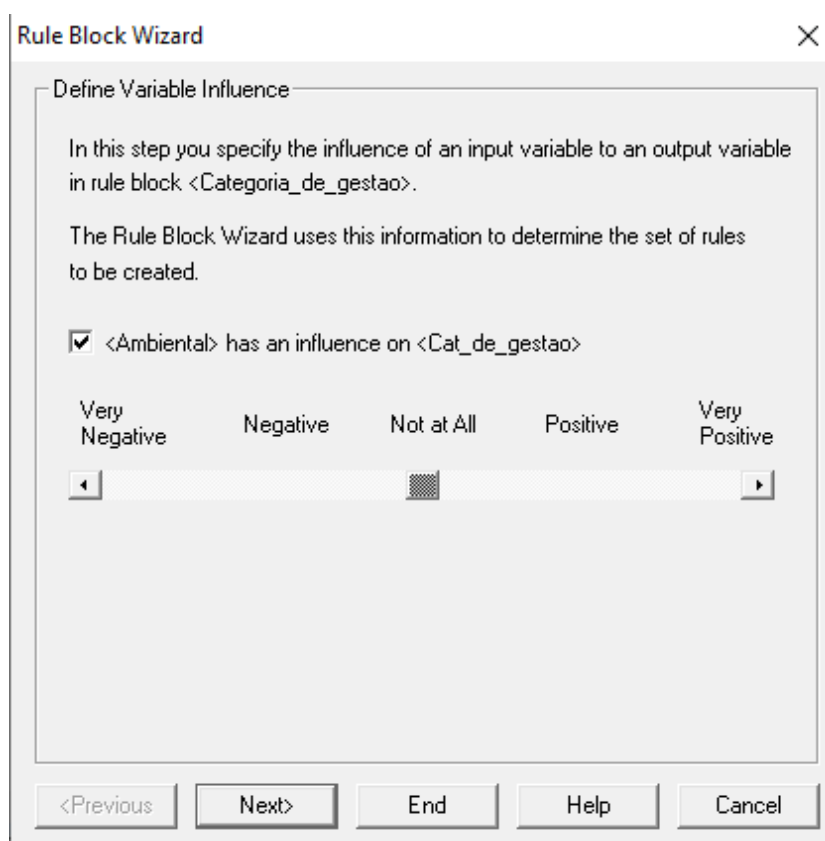 Rule Block Wizard
Define Variable Influence
In this step you specify the influence of an input variable to an output variable
in rule block <Categoria_de_gestao>.
The Rule Block Wizard uses this information to determine the set of rules
to be created.
<Ambiental> has an influence on <Cat_de_gestao>
Very Negative Negative Not at All Positive Very Positive
<Previous Next> End Help Cancel